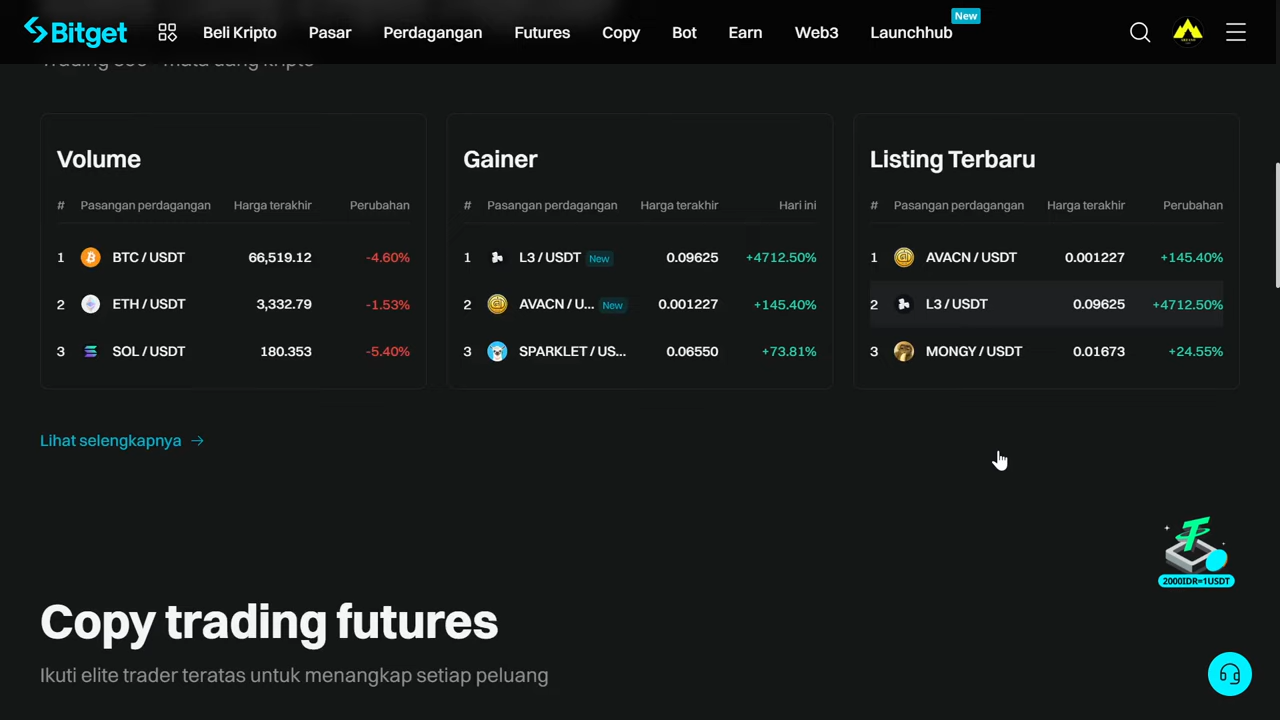 Bitget Beli Kripto Pasar Perdagangan Futures Copy Bot Earn Web3 Launchhub New
Volume
# Pasangan perdagangan Harga terakhir Perubahan
1 BTC / USDT 66,519.12 -4.60%
2 ETH / USDT 3,332.79 -1.53%
3 SOL / USDT 180.353 -5.40%
Gainer
# Pasangan perdagangan Harga terakhir Hari ini
1 L3 / USDT New 0.09625 +4712.50%
2 AVACN / U... New 0.001227 +145.40%
3 SPARKLET / US... 0.06550 +73.81%
Listing Terbaru
# Pasangan perdagangan Harga terakhir Perubahan
1 AVACN / USDT 0.001227 +145.40%
2 L3 / USDT 0.09625 +4712.50%
3 MONGY / USDT 0.01673 +24.55%
Lihat selengkapnya →
2000IDR=1USDT
Copy trading futures
Ikuti elite trader teratas untuk menangkap setiap peluang